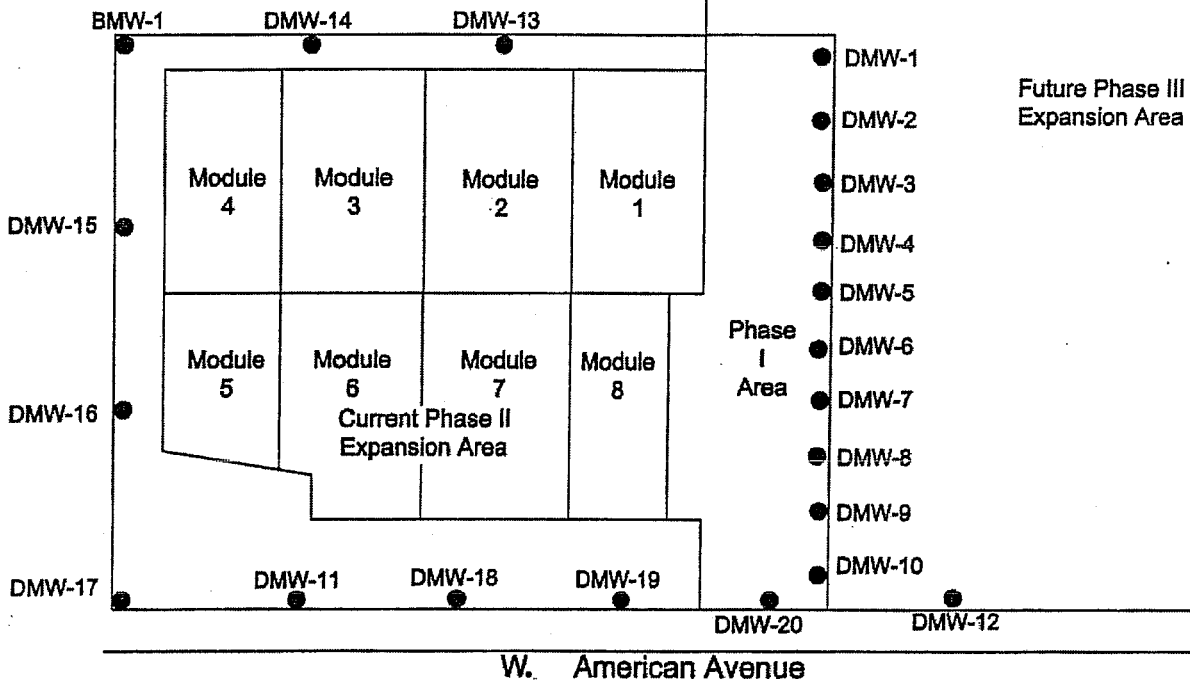 BMW-1
DMW-14
DMW-13
DMW-1
Future Phase III
Expansion Area
DMW-2
DMW-3
Module
4
Module
3
Module
2
Module
1
DMW-15
DMW-4
DMW-5
Phase
I
Area
DMW-6
Module
5
Module
6
Module
7
Module
8
DMW-7
DMW-16
Current Phase II
Expansion Area
DMW-8
DMW-9
DMW-10
DMW-17
DMW-11
DMW-18
DMW-19
DMW-20
DMW-12
W. American Avenue